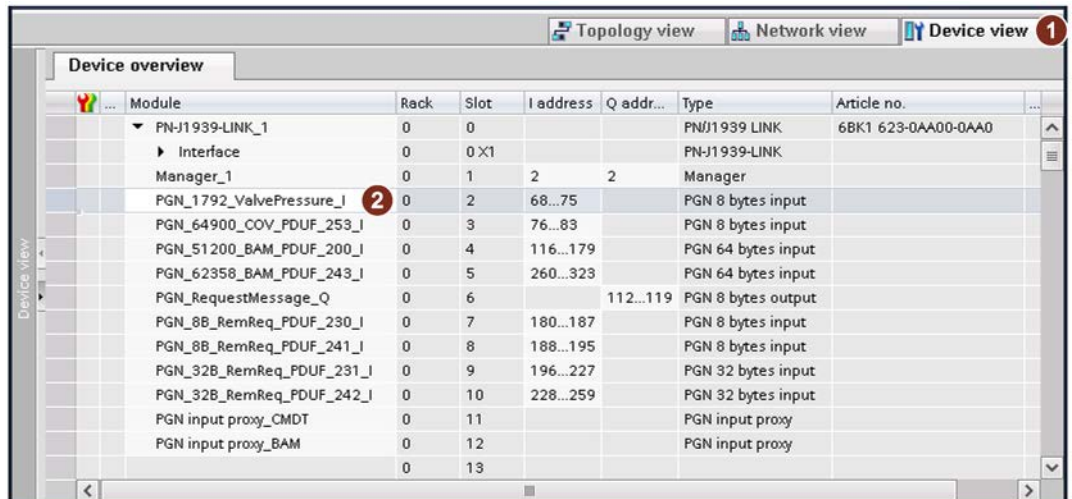 Topology view Network view Device view 1
Device overview
... Module Rack Slot I address Q addr... Type Article no. ...
PN-J1939-LINK_1 0 0 PN/J1939 LINK 6BK1 623-0AA00-0AA0
Interface 0 0 X1 PN-J1939-LINK
Manager_1 0 1 2 2 Manager
PGN_1792_ValvePressure_I 2 0 2 68...75 PGN 8 bytes input
PGN_64900_COV_PDUF_253_I 0 3 76...83 PGN 8 bytes input
PGN_51200_BAM_PDUF_200_I 0 4 116...179 PGN 64 bytes input
PGN_62358_BAM_PDUF_243_I 0 5 260...323 PGN 64 bytes input
PGN_RequestMessage_Q 0 6 112...119 PGN 8 bytes output
PGN_8B_RemReq_PDUF_230_I 0 7 180...187 PGN 8 bytes input
PGN_8B_RemReq_PDUF_241_I 0 8 188...195 PGN 8 bytes input
PGN_32B_RemReq_PDUF_231_I 0 9 196...227 PGN 32 bytes input
PGN_32B_RemReq_PDUF_242_I 0 10 228...259 PGN 32 bytes input
PGN input proxy_CMDT 0 11 PGN input proxy
PGN input proxy_BAM 0 12 PGN input proxy
0 13
Device view